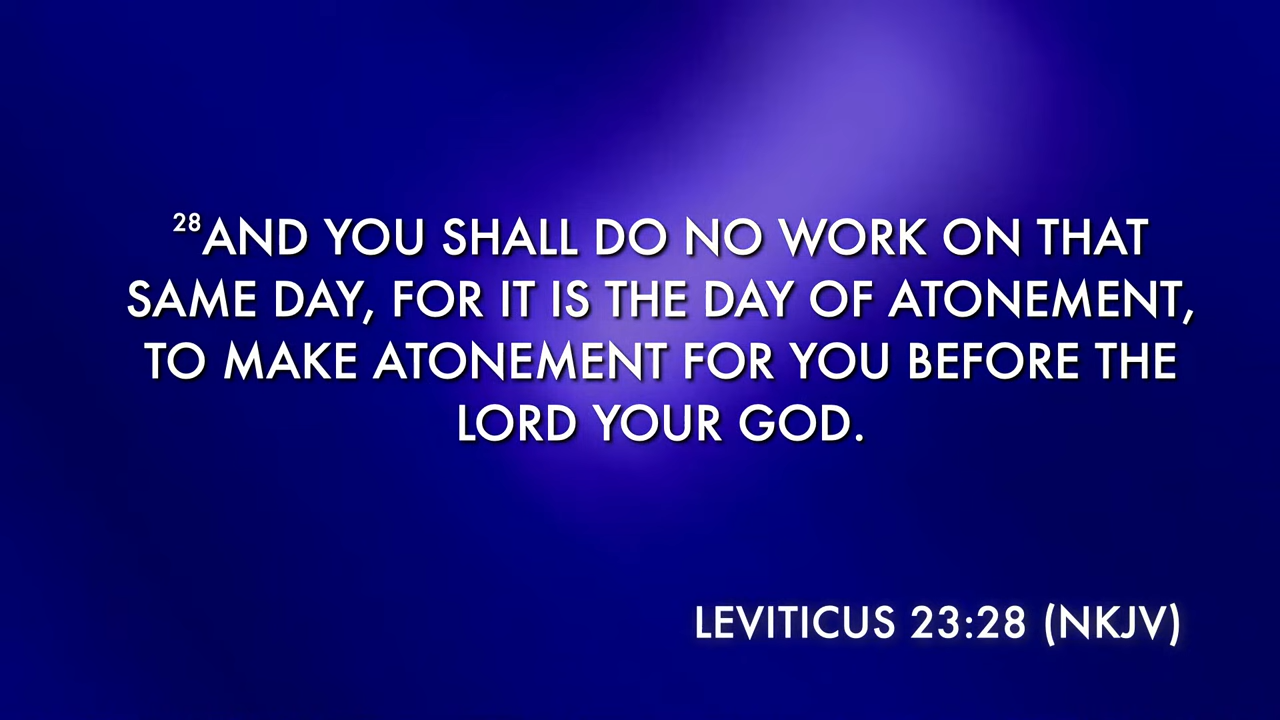 28AND YOU SHALL DO NO WORK ON THAT
SAME DAY, FOR IT IS THE DAY OF ATONEMENT,
TO MAKE ATONEMENT FOR YOU BEFORE THE
LORD YOUR GOD.
LEVITICUS 23:28 (NKJV)